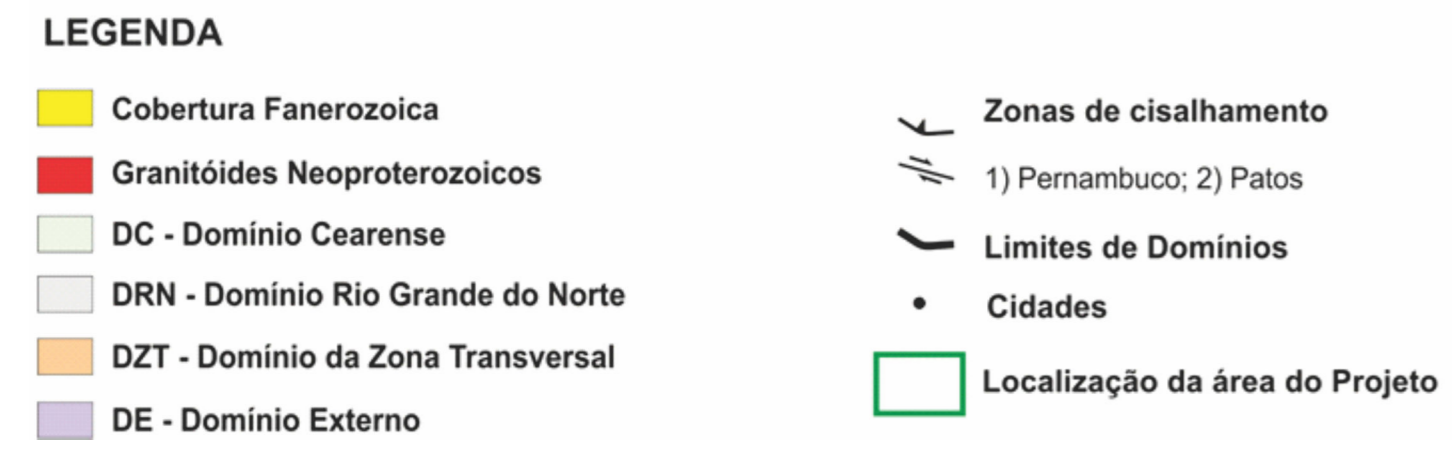 LEGENDA
Cobertura Fanerozoica
Granitóides Neoproterozoicos
DC - Domínio Cearense
DRN - Domínio Rio Grande do Norte
DZT - Domínio da Zona Transversal
DE - Domínio Externo
Zonas de cisalhamento
1) Pernambuco; 2) Patos
Limites de Domínios
Cidades
Localização da área do Projeto